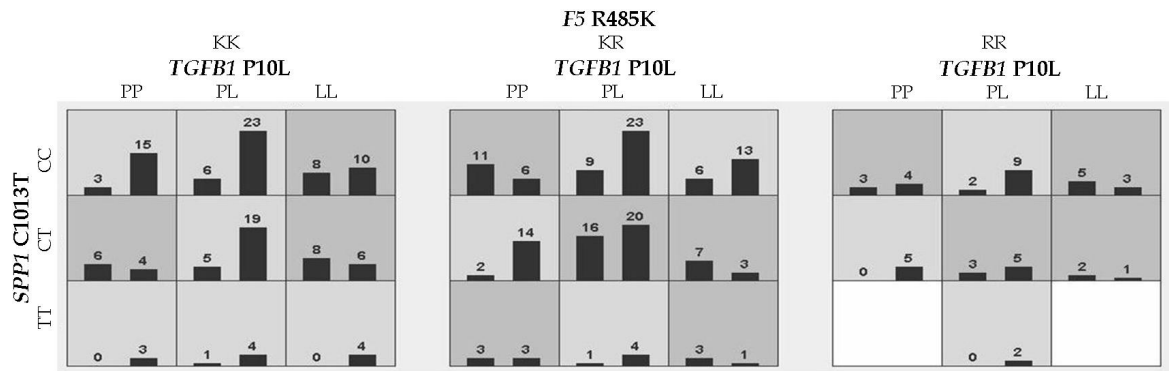 F5 R485K
KK KR RR
TGFB1 P10L TGFB1 P10L TGFB1 P10L
PP PL LL PP PL LL PP PL LL
SPP1 C1013T
CC
3 15 6 23 8 10 11 6 9 23 6 13 3 4 2 9 5 3
CT
6 4 5 19 8 6 2 14 16 20 7 3 0 5 3 5 2 1
TT
0 3 1 4 0 4 3 3 1 4 3 1 0 2